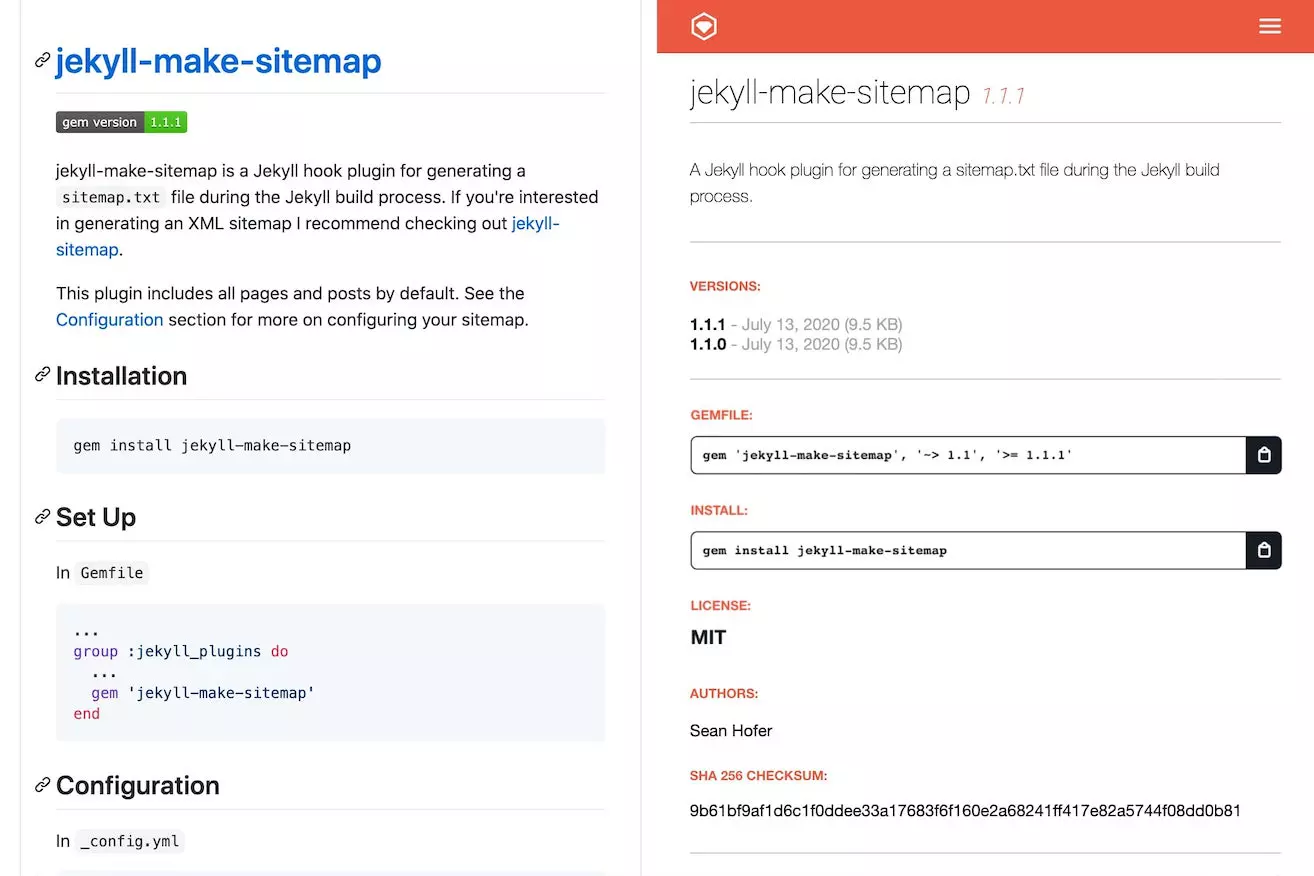 jekyll-make-sitemap
gem version 1.1.1
jekyll-make-sitemap is a Jekyll hook plugin for generating a
sitemap.txt file during the Jekyll build process. If you're interested
in generating an XML sitemap I recommend checking out jekyll-
sitemap.
This plugin includes all pages and posts by default. See the
Configuration section for more on configuring your sitemap.
Installation
gem install jekyll-make-sitemap
Set Up
In Gemfile
...
group :jekyll_plugins do
...
gem 'jekyll-make-sitemap'
end
Configuration
In _config.yml
jekyll-make-sitemap 1.1.1
A Jekyll hook plugin for generating a sitemap.txt file during the Jekyll build
process.
VERSIONS:
1.1.1 - July 13, 2020 (9.5 KB)
1.1.0 - July 13, 2020 (9.5 KB)
GEMFILE:
gem 'jekyll-make-sitemap', '~> 1.1', '>= 1.1.1'
INSTALL:
gem install jekyll-make-sitemap
LICENSE:
MIT
AUTHORS:
Sean Hofer
SHA 256 CHECKSUM:
9b61bf9af1d6c1f0ddee33a17683f6f160e2a68241ff417e82a5744f08dd0b81